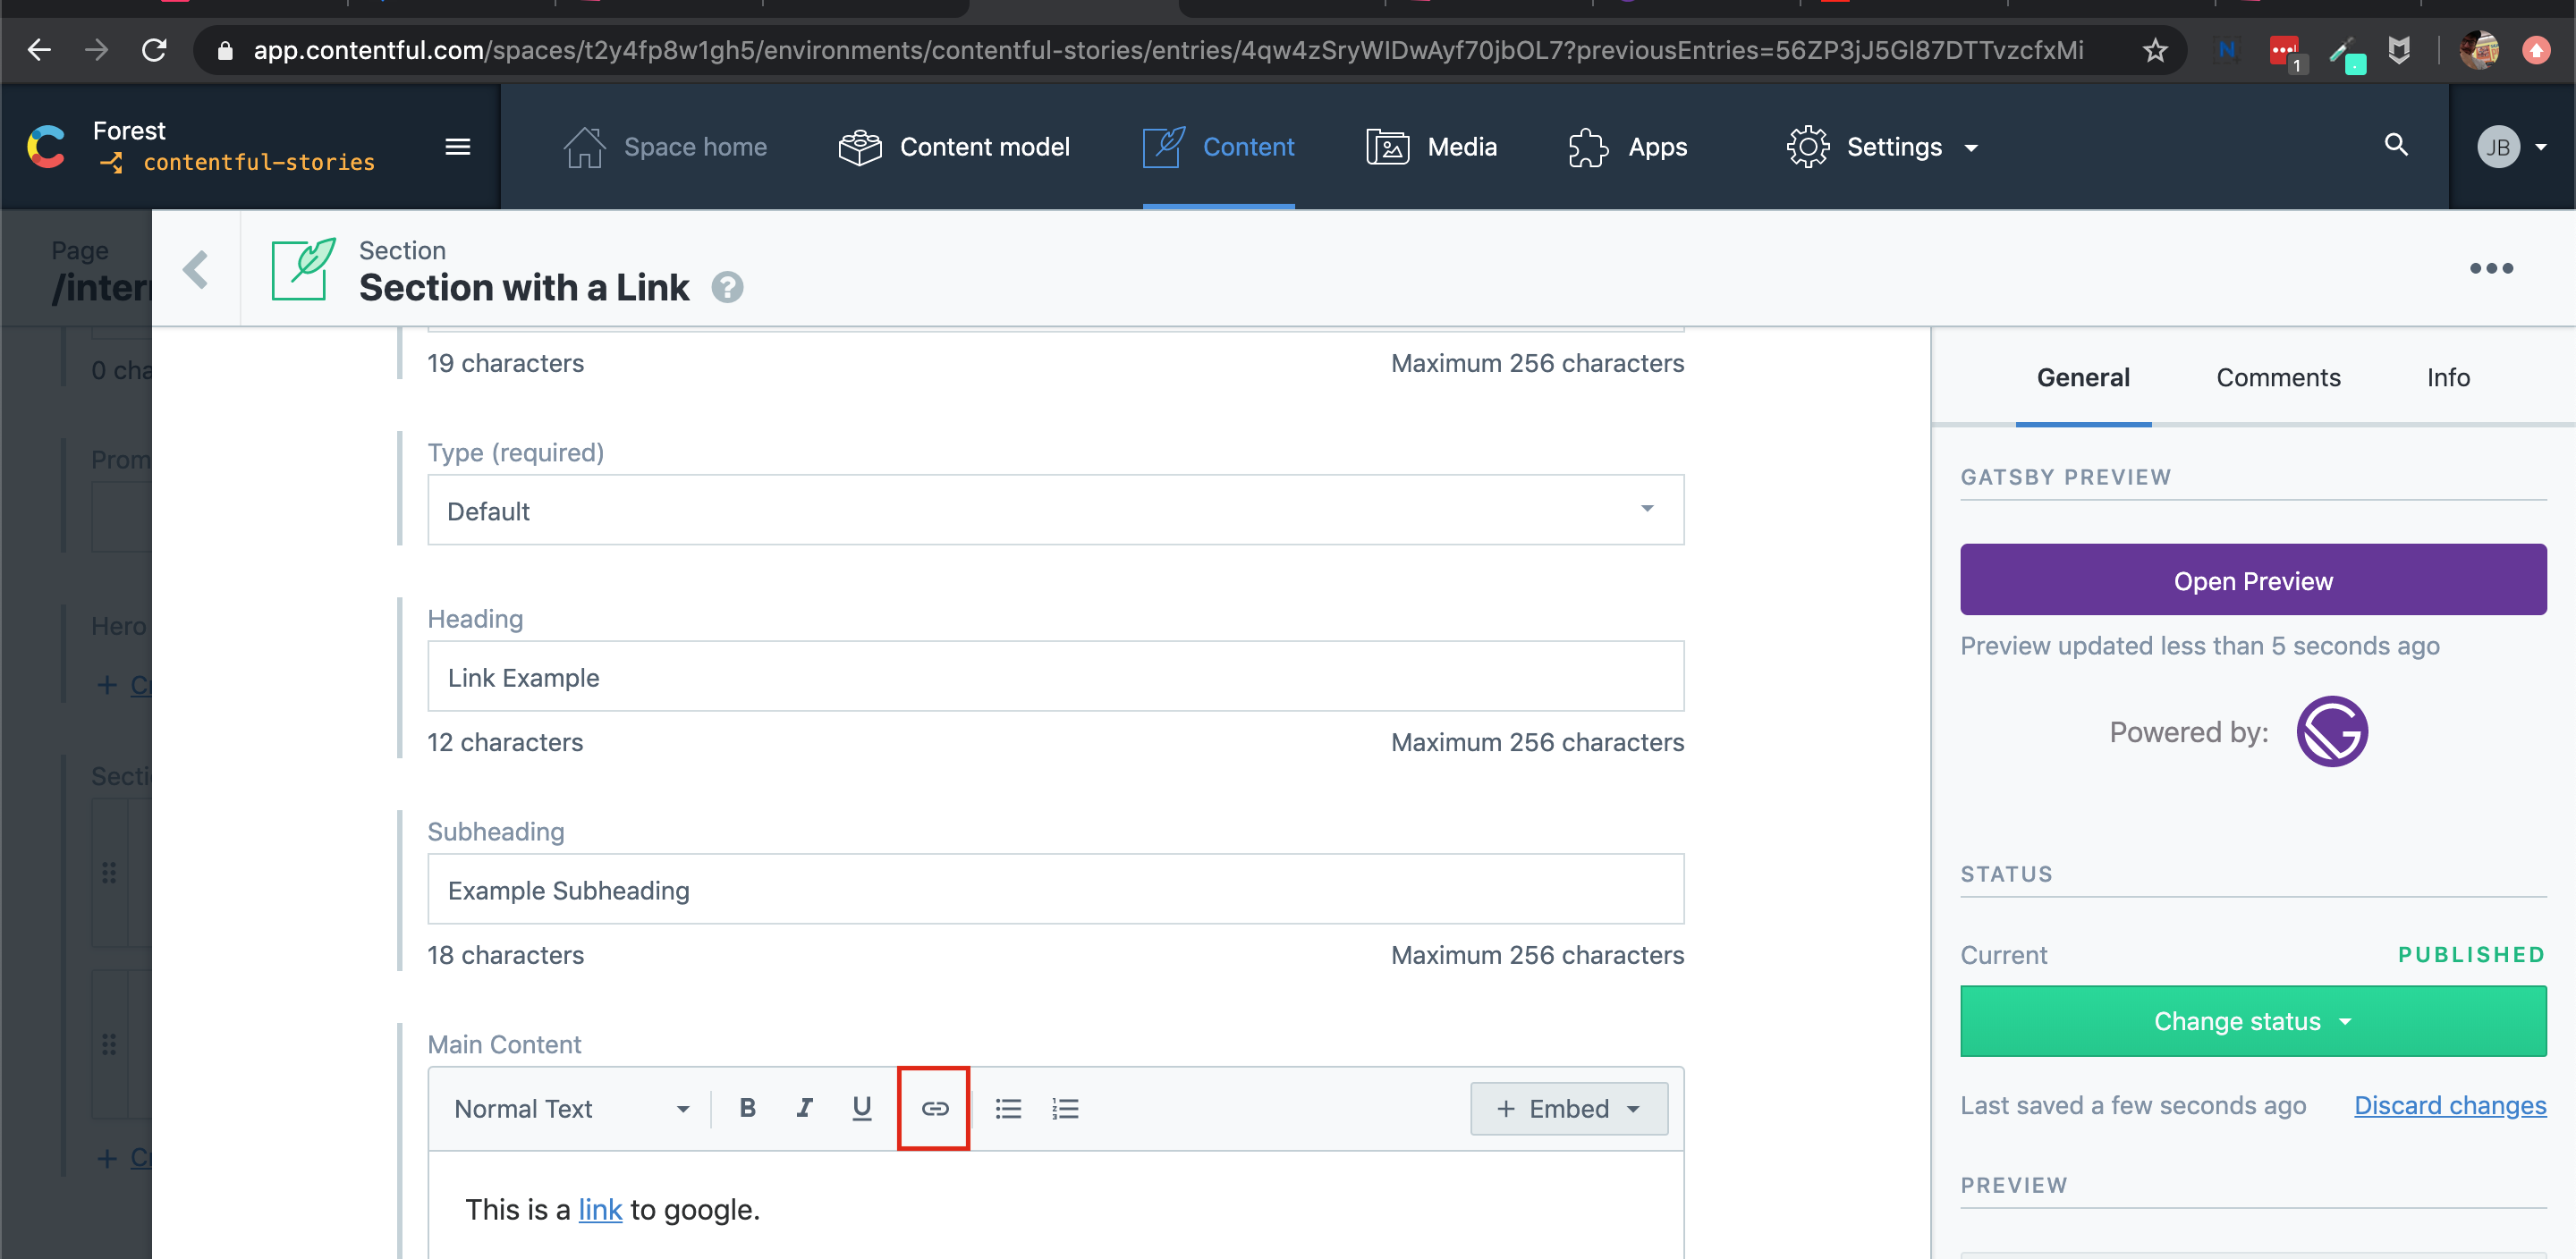 app.contentful.com/spaces/t2y4fp8w1gh5/environments/contentful-stories/entries/4qw4zSryWIDwAyf70jbOL7?previousEntries=56ZP3jJ5Gl87DTTvzcfxMi
N
1
Forest
contentful-stories
Space home
Content model
Content
Media
Apps
Settings
JB
Page
/intern
Section
Section with a Link
?
0 cha
Prom
Hero
+ Cr
Secti
+ Cr
19 characters
Maximum 256 characters
Type (required)
Default
Heading
Link Example
12 characters
Maximum 256 characters
Subheading
Example Subheading
18 characters
Maximum 256 characters
Main Content
Normal Text
B I U
+ Embed
This is a link to google.
General
Comments
Info
GATSBY PREVIEW
Open Preview
Preview updated less than 5 seconds ago
Powered by:
STATUS
Current
PUBLISHED
Change status
Last saved a few seconds ago
Discard changes
PREVIEW